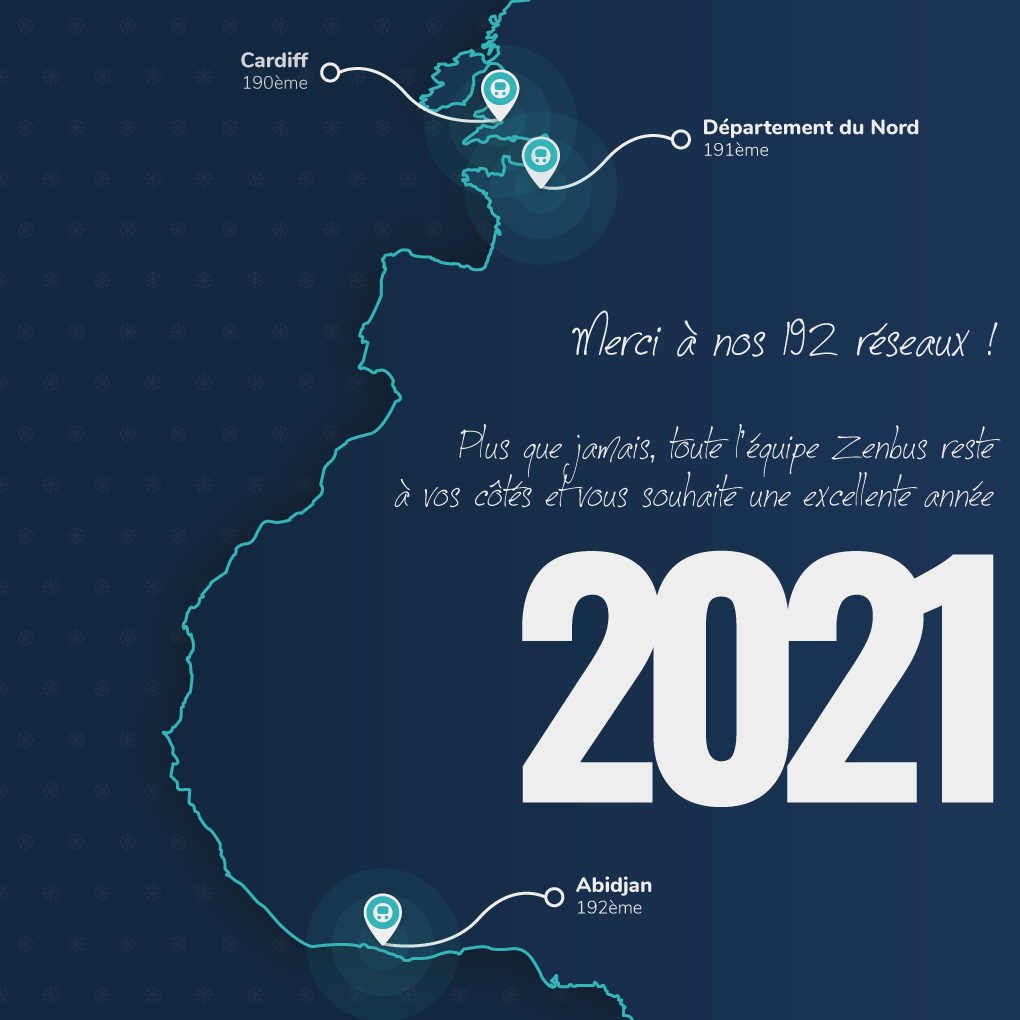 Cardiff
190ème
Département du Nord
191ème
Merci à nos 192 réseaux !
Plus que jamais, toute l'équipe Zenbus reste
à vos côtés et vous souhaite une excellente année
2021
Abidjan
192ème